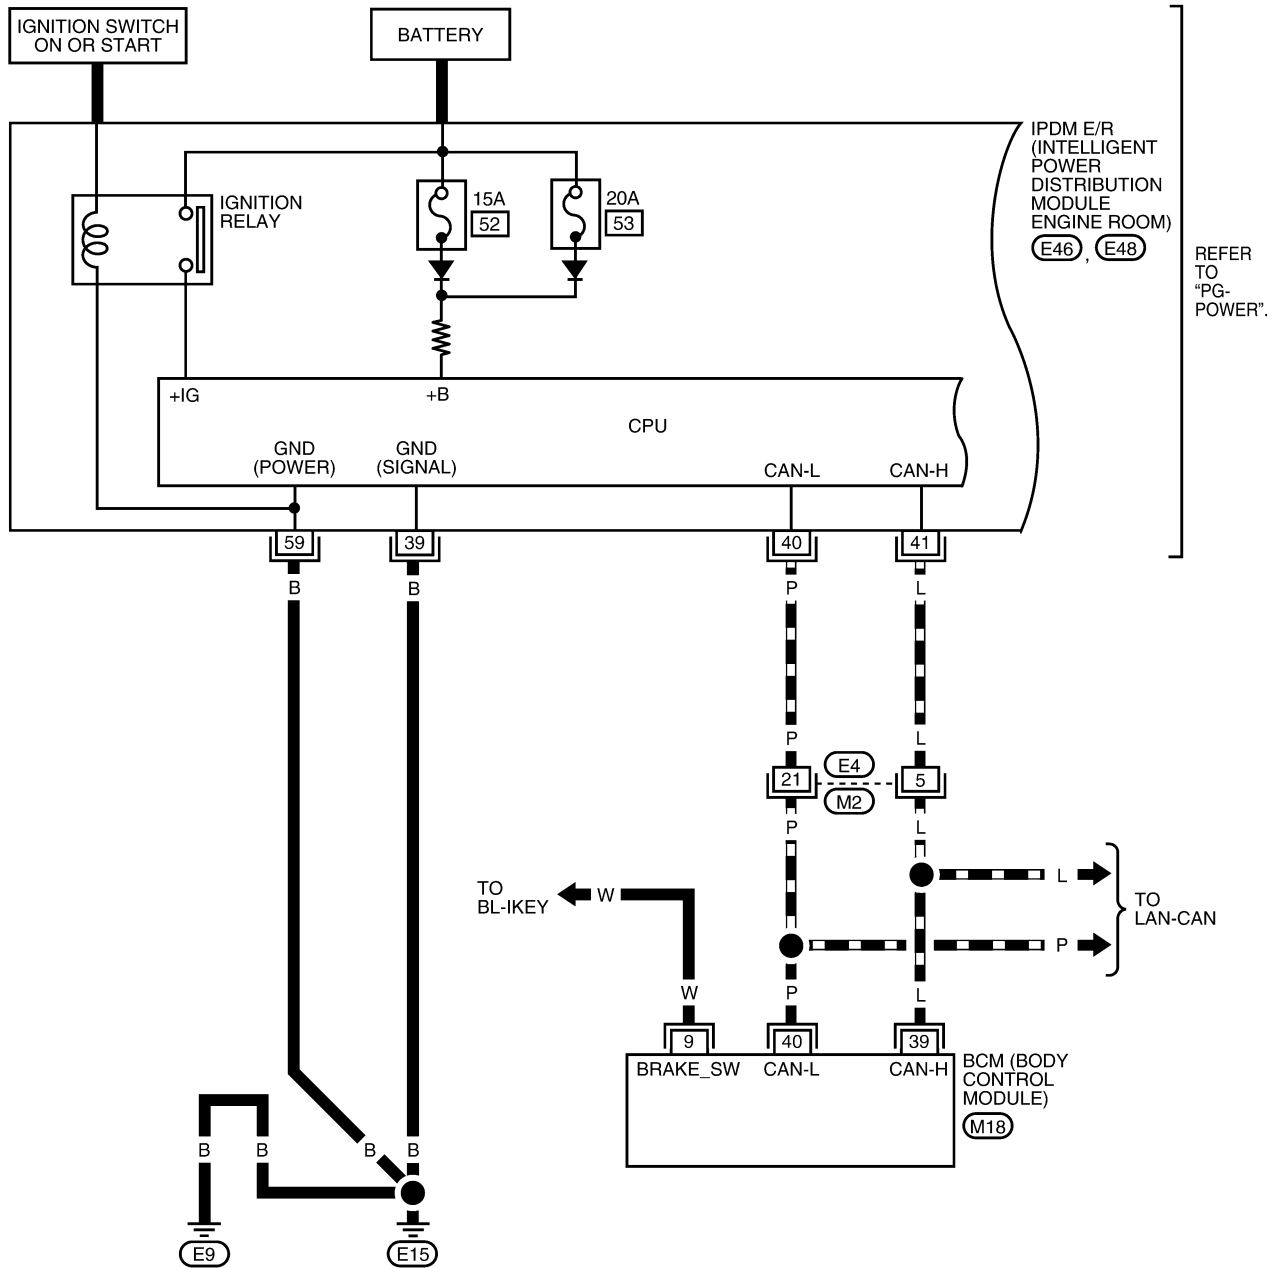 IGNITION SWITCH
ON OR START
BATTERY
IPDM E/R
(INTELLIGENT
POWER
DISTRIBUTION
MODULE
ENGINE ROOM)
E46 , E48
REFER
TO
“PG-
POWER”.
IGNITION
RELAY
15A
52
20A
53
+IG
+B
CPU
GND
(POWER)
GND
(SIGNAL)
CAN-L
CAN-H
59
39
40
41
B
B
P
L
P
L
E4
21
5
M2
P
L
L
TO
LAN-CAN
P
TO
BL-IKEY
W
W
P
L
9
40
39
BRAKE_SW
CAN-L
CAN-H
BCM (BODY
CONTROL
MODULE)
M18
B
B
B
B
E9
E15